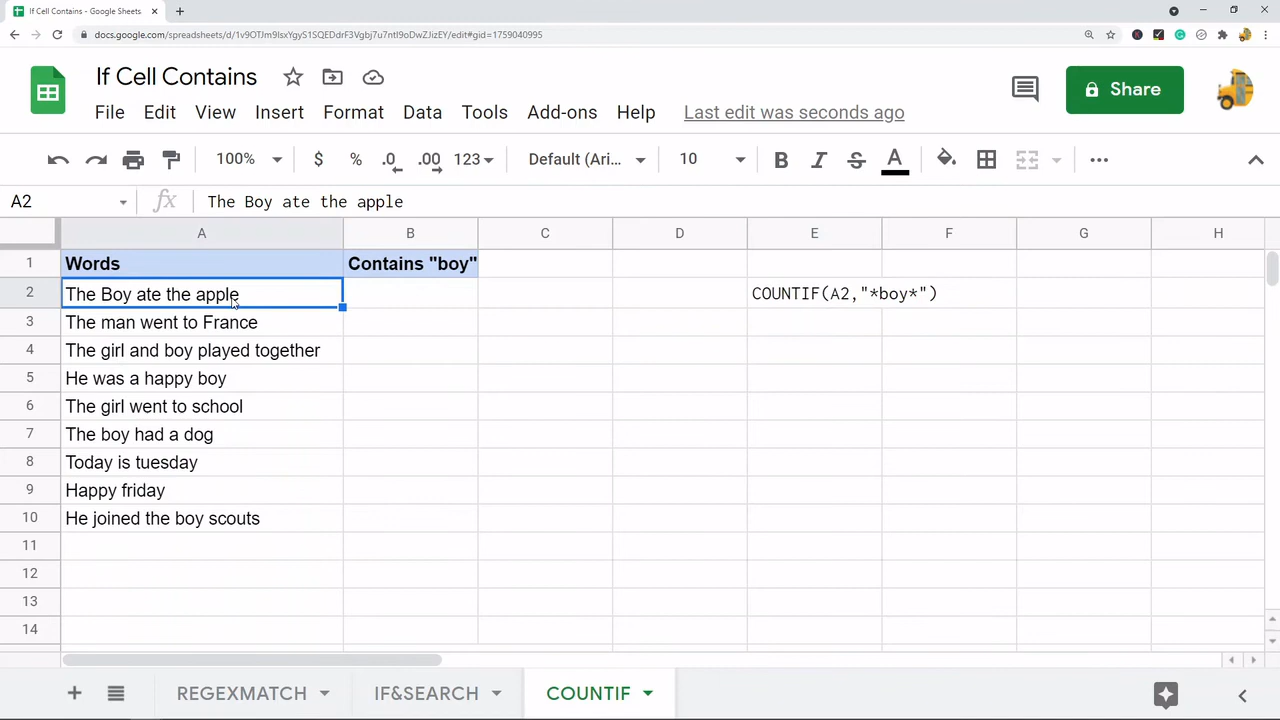 If Cell Contains - Google Sheets
docs.google.com/spreadsheets/d/1v9OTJm9lsxYgyS1SQEDdrF3Vgbj7u7ntI9oDwZJizEY/edit#gid=1759040995
If Cell Contains
Share
File Edit View Insert Format Data Tools Add-ons Help Last edit was seconds ago
100% $ % .0 .00 123 Default (Ari... 10 B I S A
A2 fx The Boy ate the apple
A B C D E F G H
1 Words Contains "boy"
2 The Boy ate the apple COUNTIF(A2,"*boy*")
3 The man went to France
4 The girl and boy played together
5 He was a happy boy
6 The girl went to school
7 The boy had a dog
8 Today is tuesday
9 Happy friday
10 He joined the boy scouts
11
12
13
14
REGEXMATCH IF&SEARCH COUNTIF